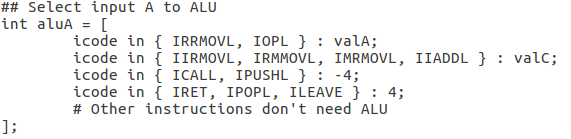 ## Select input A to ALU
int aluA = [
        icode in { IRRMOVL, IOPL } : valA;
        icode in { IIRMOVL, IRMMOVL, IMRMOVL, IIADDL } : valC;
        icode in { ICALL, IPUSHL } : -4;
        icode in { IRET, IPOPL, ILEAVE } : 4;
        # Other instructions don't need ALU
];